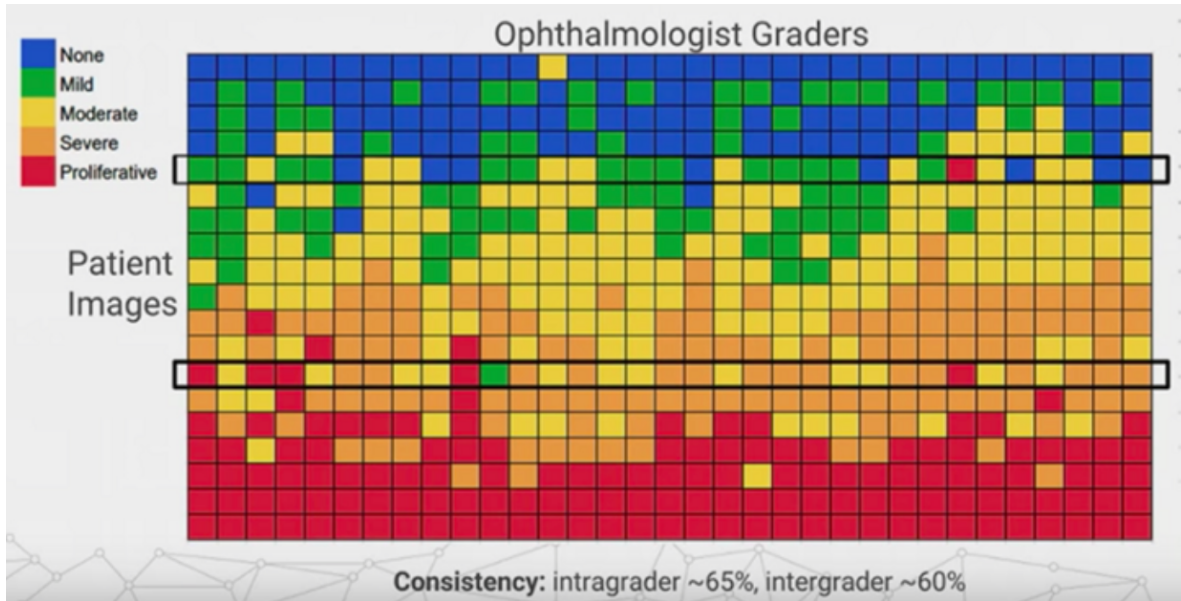 Ophthalmologist Graders
None
Mild
Moderate
Severe
Proliferative
Patient
Images
Consistency: intragrader ~65%, intergrader ~60%